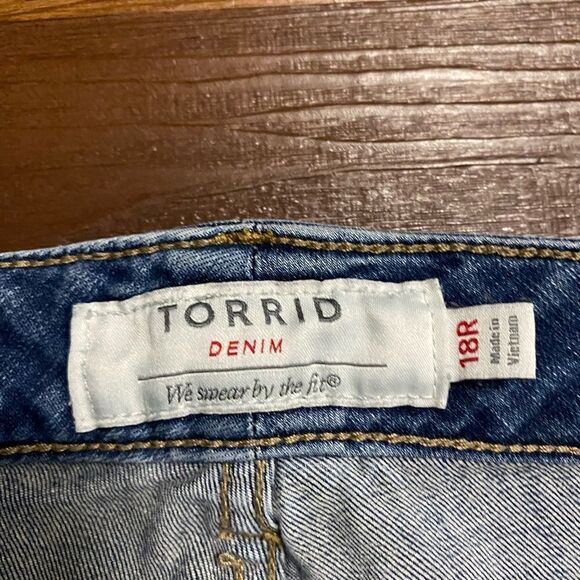 TORRID
DENIM
We swear by the fit®
18R
Made in
Vietnam